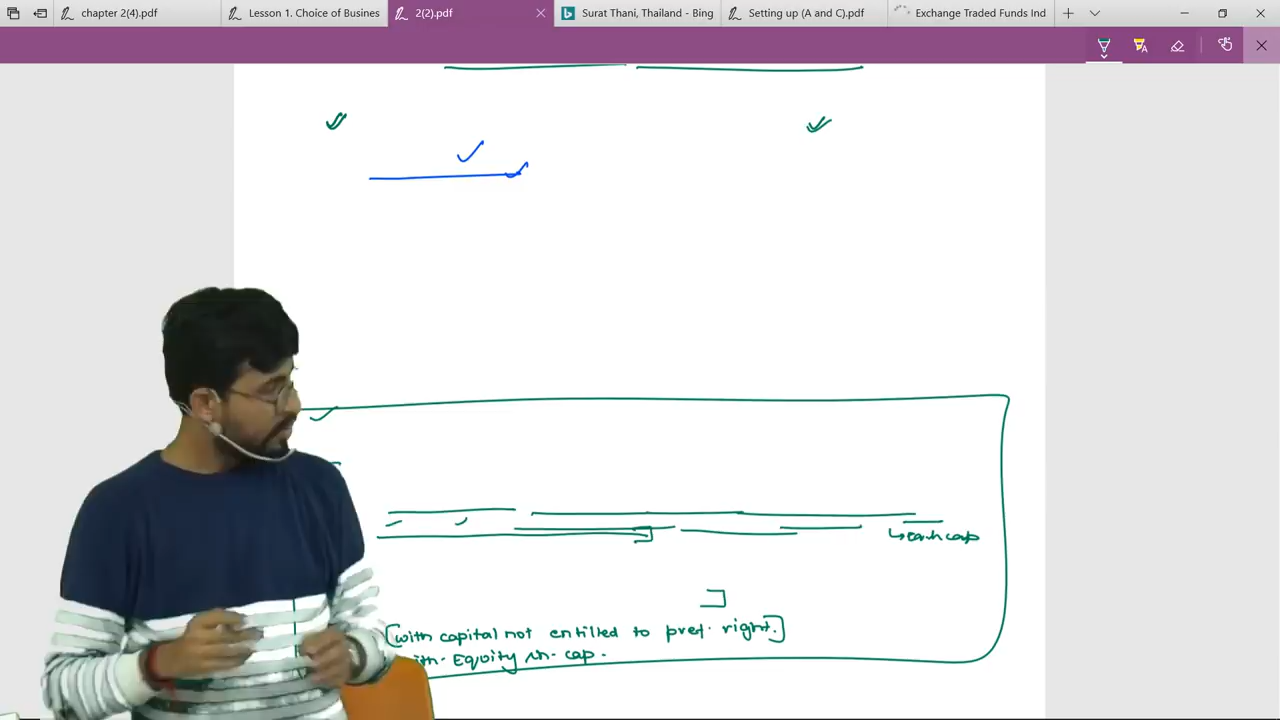 chapter 2(4).pdf
Lesson 1. Choice of Busines
2(2).pdf
Surat Thani, Thailand - Bing
Setting up (A and C).pdf
Exchange Traded Funds Ind
[with capital not entilled to pref. right.]
Equity sh. cap.